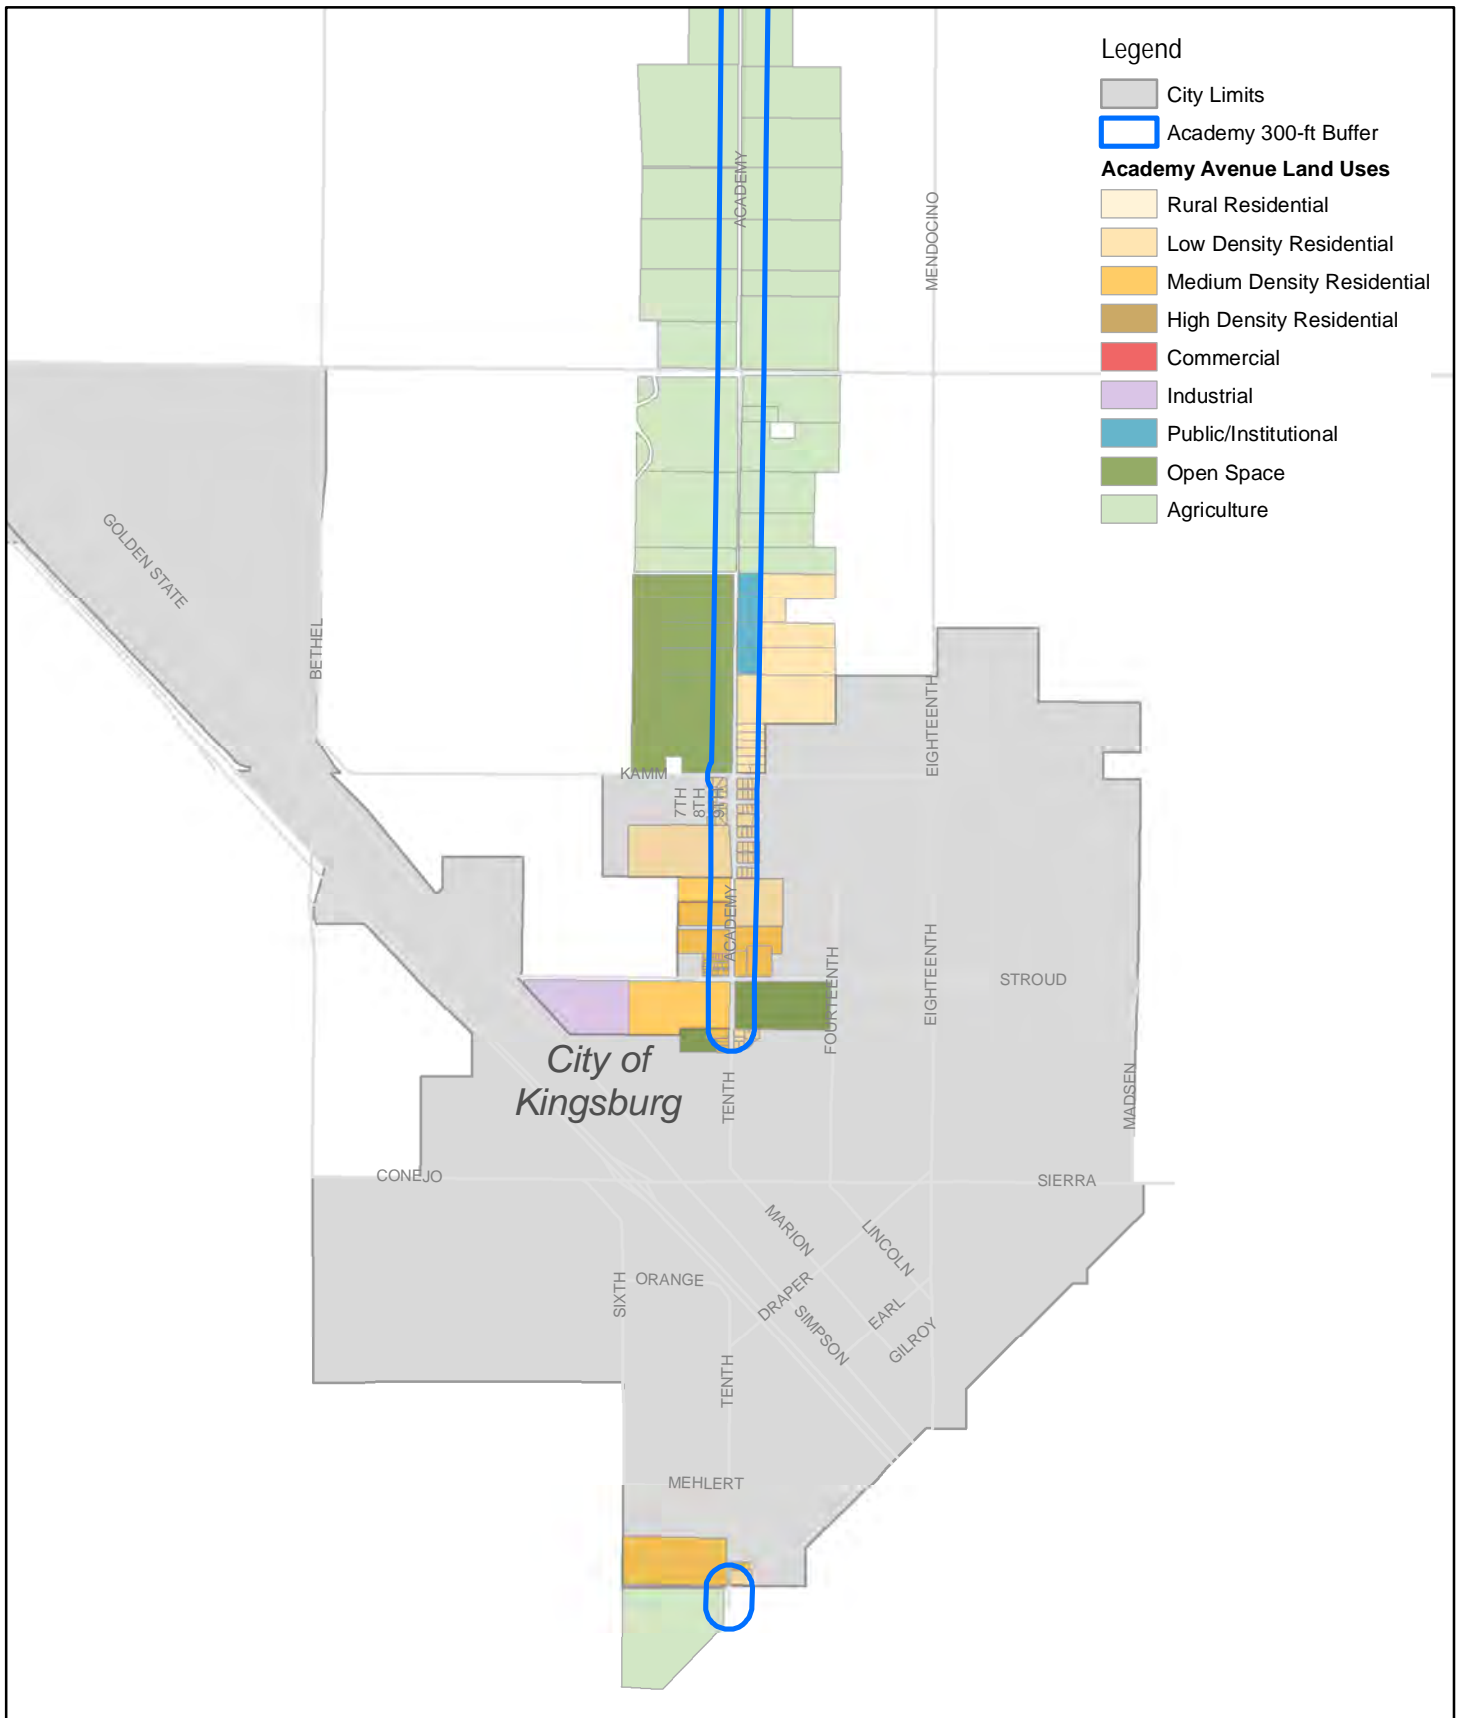 Legend
City Limits
Academy 300-ft Buffer
Academy Avenue Land Uses
Rural Residential
Low Density Residential
Medium Density Residential
High Density Residential
Commercial
Industrial
Public/Institutional
Open Space
Agriculture
ACADEMY
MENDOCINO
GOLDEN STATE
BETHEL
EIGHTEENTH
KAMM
7TH
8TH
9TH
ACADEMY
FOURTEENTH
EIGHTEENTH
STROUD
City of
Kingsburg
TENTH
MADSEN
CONEJO
SIERRA
MARION
LINCOLN
SIXTH
ORANGE
DRAPER
SIMPSON
EARL
GILROY
TENTH
MEHLERT